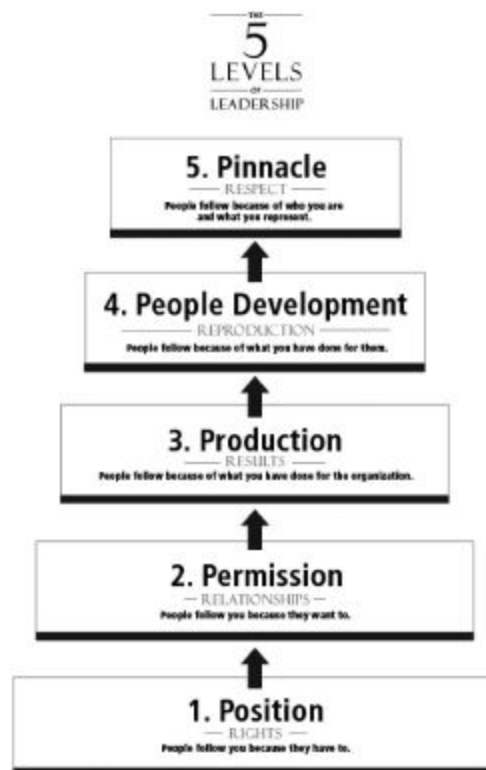 THE
5
LEVELS
OF
LEADERSHIP
5. Pinnacle
RESPECT
People follow because of who you are
and what you represent.
4. People Development
REPRODUCTION
People follow because of what you have done for them.
3. Production
RESULTS
People follow because of what you have done for the organization.
2. Permission
RELATIONSHIPS
People follow you because they want to.
1. Position
RIGHTS
People follow you because they have to.